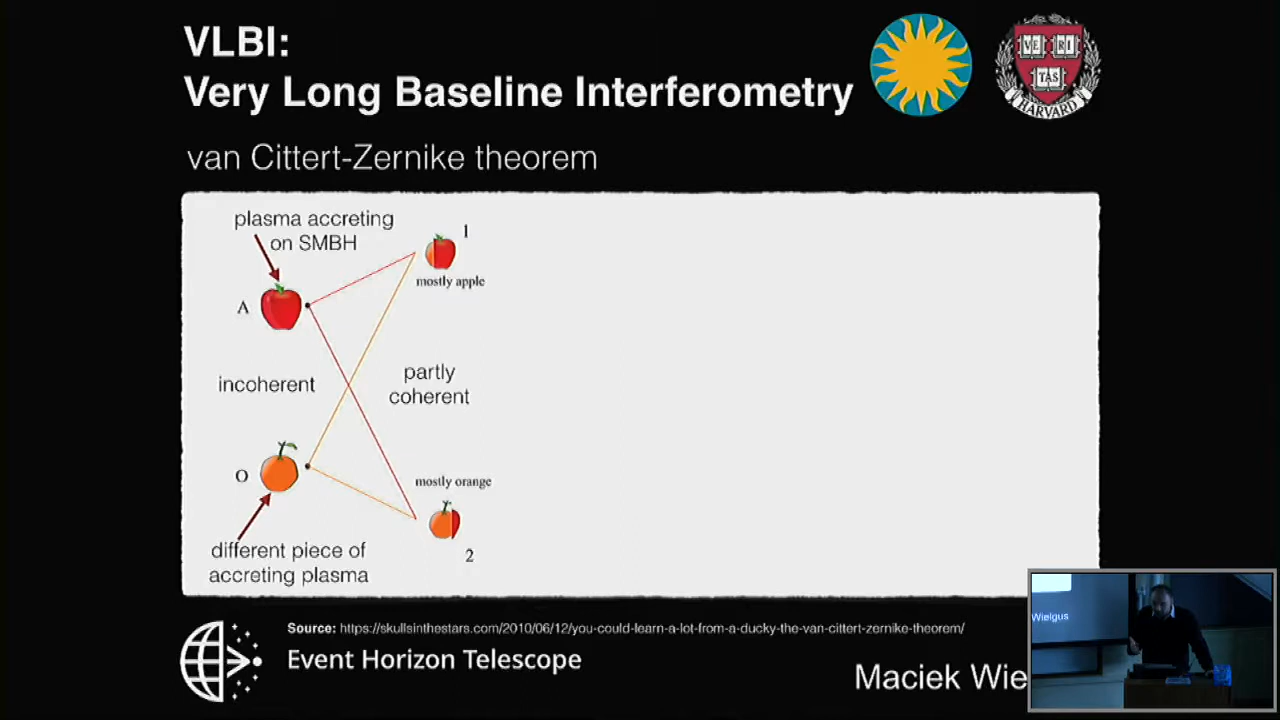 VLBI:
Very Long Baseline Interferometry
VE RI
TAS
HARVARD
van Cittert-Zernike theorem
plasma accreting
on SMBH
1
mostly apple
A
incoherent
partly
coherent
mostly orange
O
2
different piece of
accreting plasma
Source: https://skullsinthestars.com/2010/06/12/you-could-learn-a-lot-from-a-ducky-the-van-cittert-zernike-theorem/
Event Horizon Telescope
Maciek Wie
Wielgus